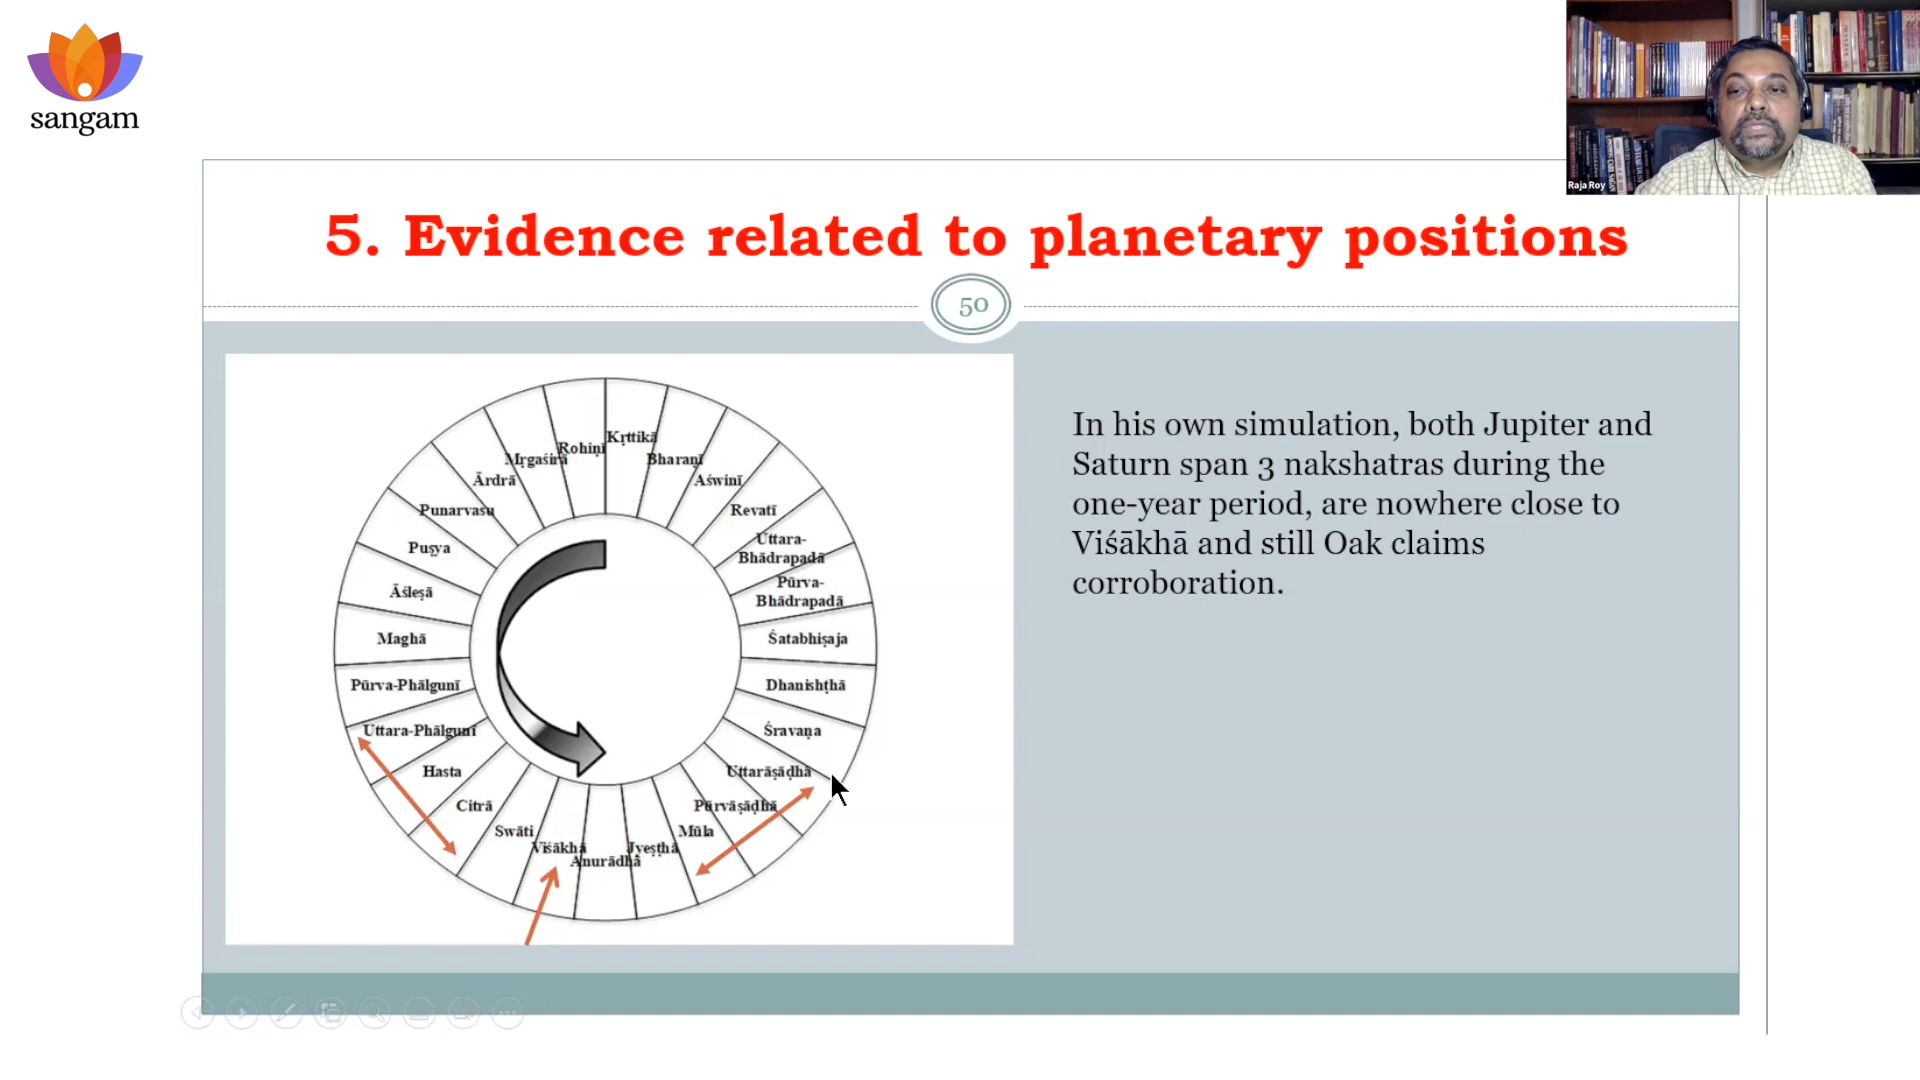 sangam
Raja Roy
5. Evidence related to planetary positions
50
Kṛttikā
Rohiṇī
Bharaṇī
Mṛgaśirā
Aświnī
Ārdrā
Revatī
Punarvasu
Uttara-
Bhādrapadā
Puṣya
Pūrva-
Bhādrapadā
Āśleṣā
Śatabhiṣaja
Maghā
Dhanishṭhā
Pūrva-Phālgunī
Śravaṇa
Uttara-Phālgunī
Uttarāṣāḍhā
Hasta
Pūrvāṣāḍhā
Citrā
Mūla
Swāti
Jyeṣṭhā
Viśākhā
Anurādhā
In his own simulation, both Jupiter and
Saturn span 3 nakshatras during the
one-year period, are nowhere close to
Viśākhā and still Oak claims
corroboration.